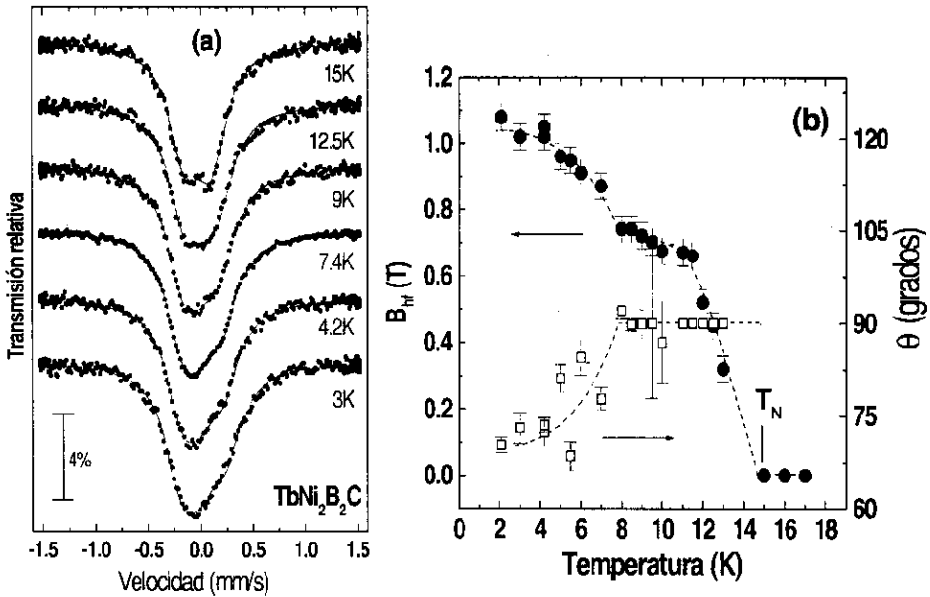 (a)
15K
12.5K
9K
7.4K
4.2K
3K
4%
TbNi₂B₂C
Transmisión relativa
-1.5 -1.0 -0.5 0.0 0.5 1.0 1.5
Velocidad (mm/s)
(b)
1.2
1.0
0.8
0.6
0.4
0.2
0.0
B_hf (T)
120
105
90
75
60
θ (grados)
T_N
0 2 4 6 8 10 12 14 16 18
Temperatura (K)